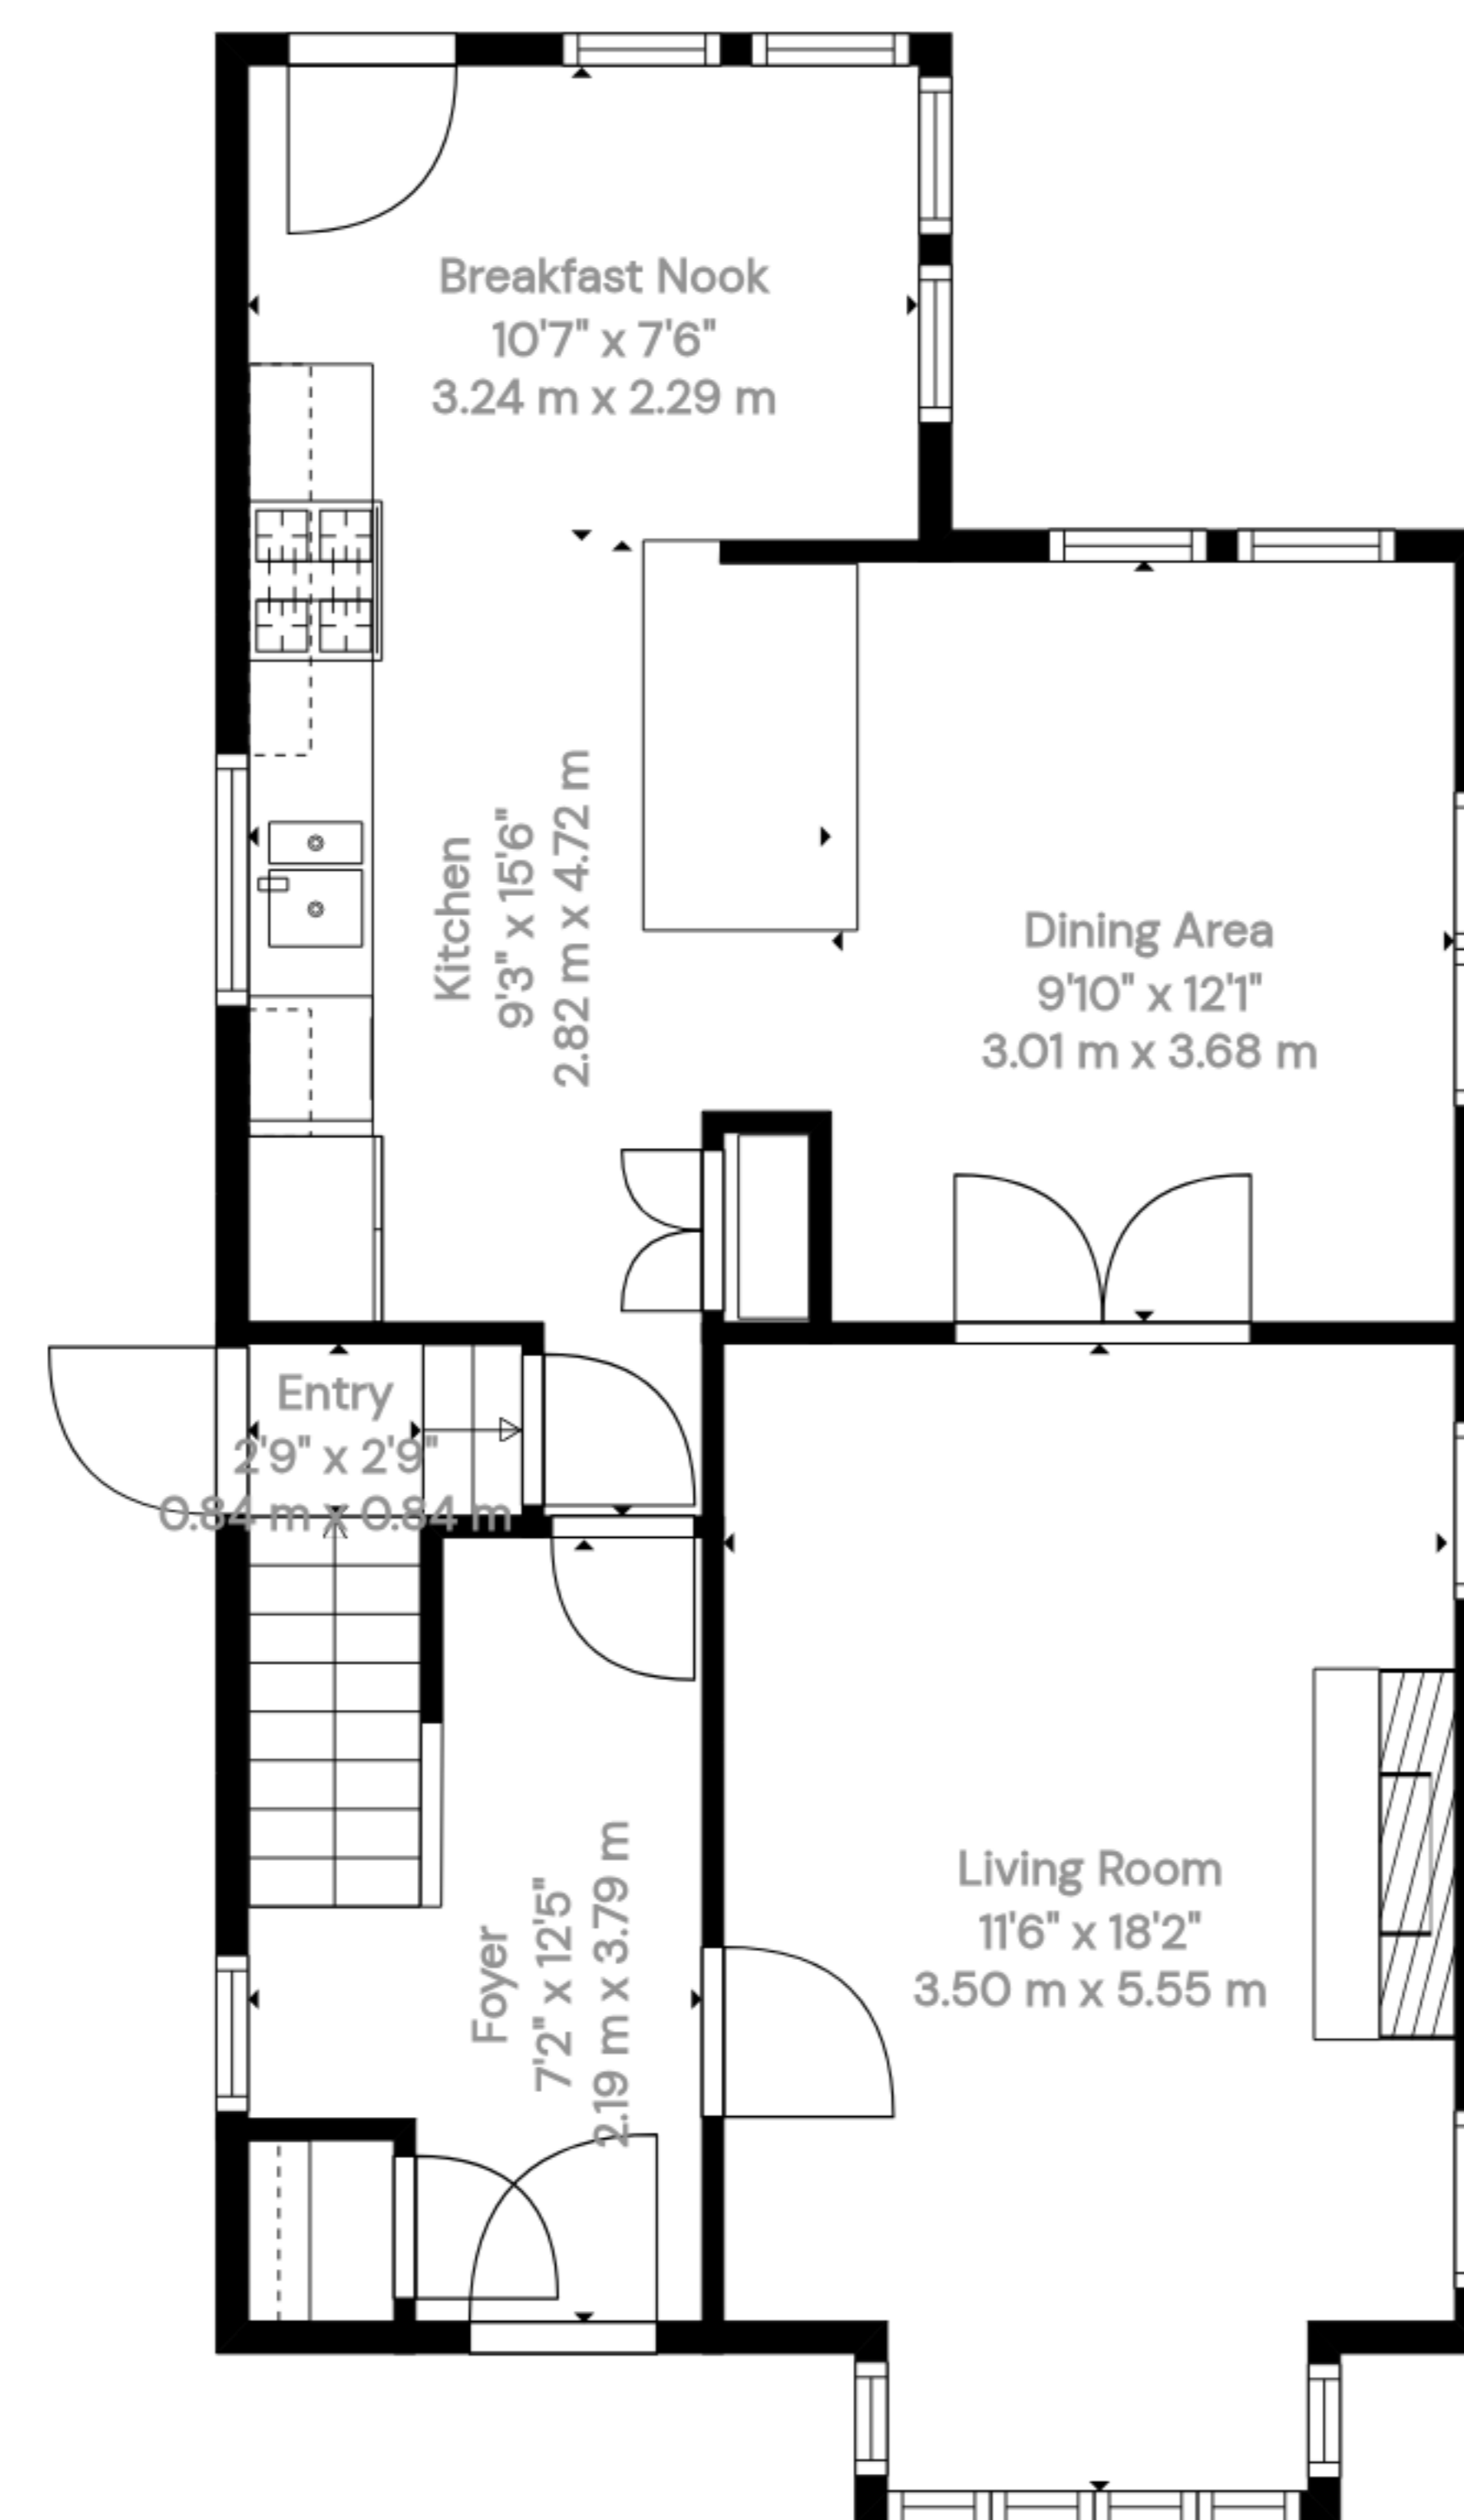 Breakfast Nook
10'7" x 7'6"
3.24 m x 2.29 m
Kitchen
9'3" x 15'6"
2.82 m x 4.72 m
Dining Area
9'10" x 12'1"
3.01 m x 3.68 m
Entry
2'9" x 2'9"
0.84 m x 0.84 m
Living Room
11'6" x 18'2"
3.50 m x 5.55 m
Foyer
7'2" x 12'5"
2.19 m x 3.79 m